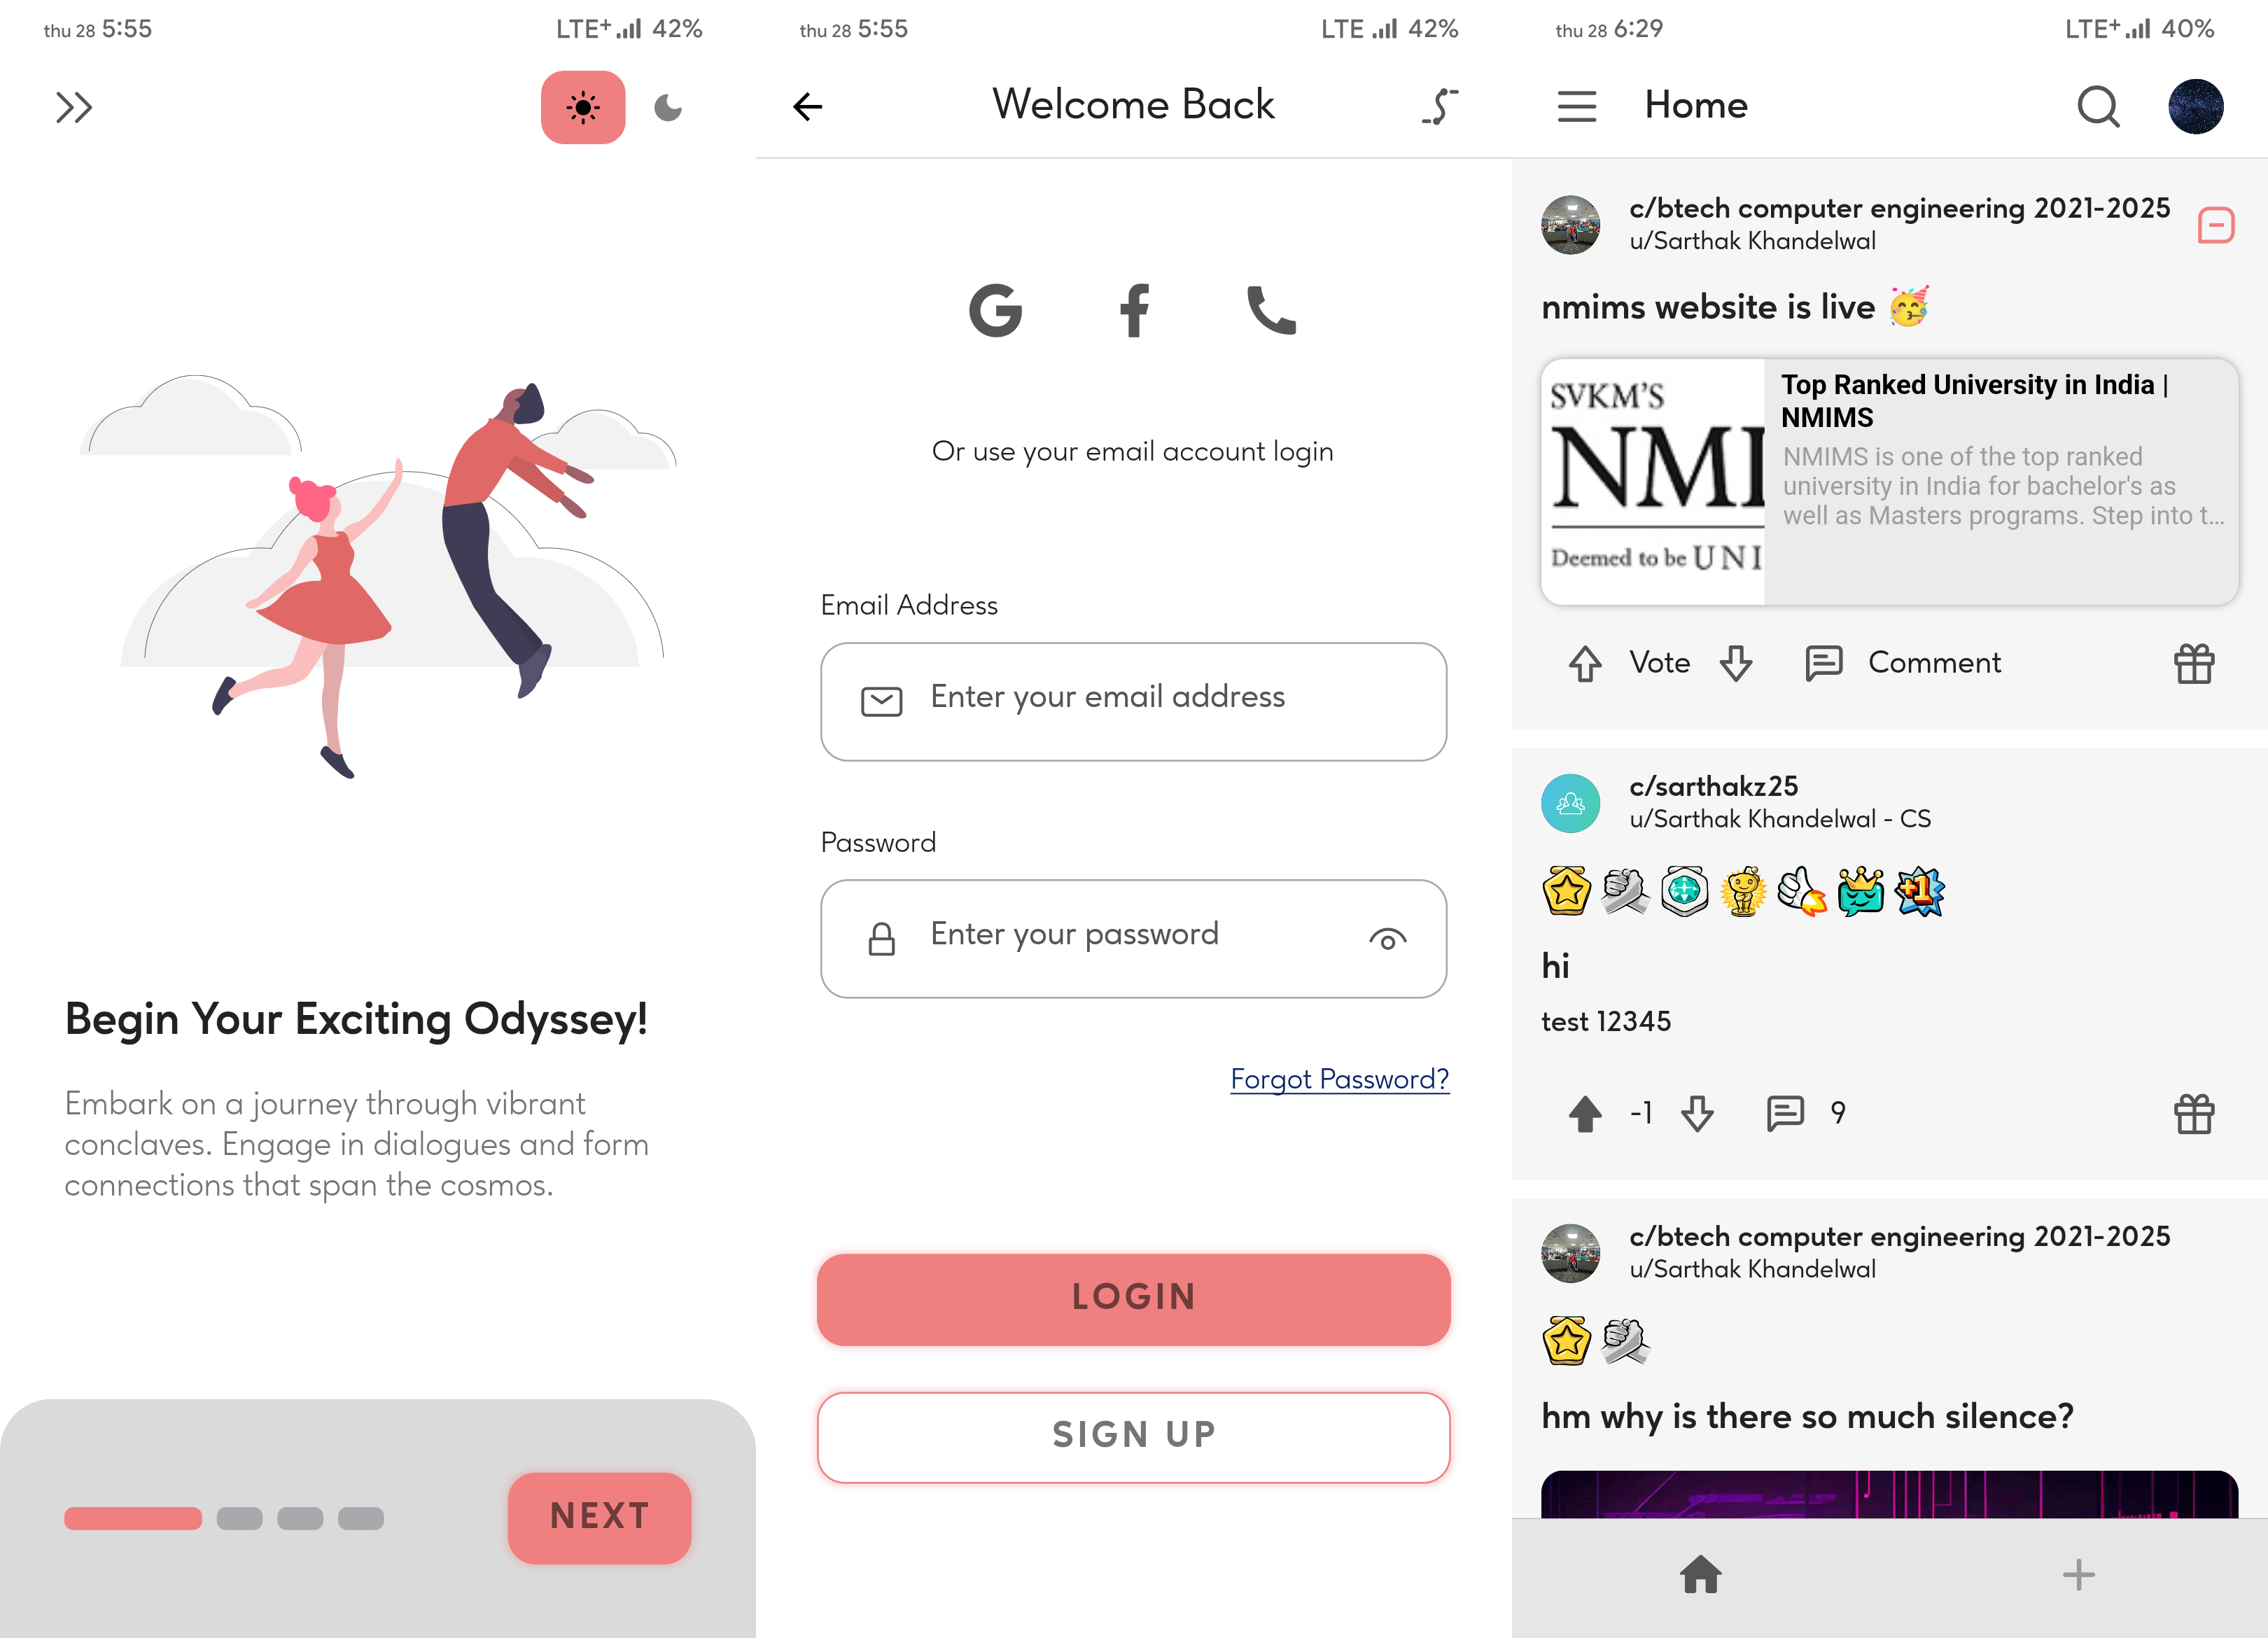 thu 28 5:55
LTE+ 42%
Begin Your Exciting Odyssey!
Embark on a journey through vibrant
conclaves. Engage in dialogues and form
connections that span the cosmos.
NEXT
thu 28 5:55
LTE 42%
Welcome Back
Or use your email account login
Email Address
Enter your email address
Password
Enter your password
Forgot Password?
LOGIN
SIGN UP
thu 28 6:29
LTE+ 40%
Home
c/btech computer engineering 2021-2025
u/Sarthak Khandelwal
nmims website is live 🥳
SVKM'S
NMI
Deemed to be UNI
Top Ranked University in India |
NMIMS
NMIMS is one of the top ranked
university in India for bachelor's as
well as Masters programs. Step into t...
Vote
Comment
c/sarthakz25
u/Sarthak Khandelwal - CS
+1
hi
test 12345
-1
9
c/btech computer engineering 2021-2025
u/Sarthak Khandelwal
hm why is there so much silence?